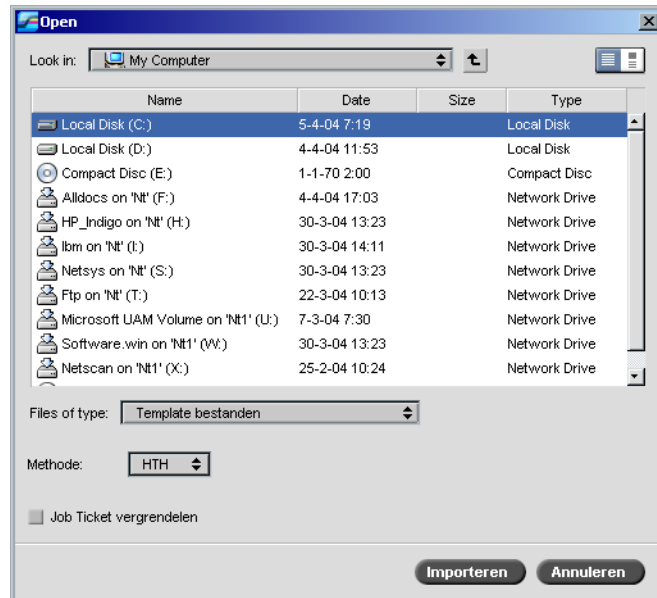 Open
Look in: My Computer
Name Date Size Type
Local Disk (C:) 5-4-04 7:19 Local Disk
Local Disk (D:) 4-4-04 11:53 Local Disk
Compact Disc (E:) 1-1-70 2:00 Compact Disc
Alldocs on 'Nt' (F:) 4-4-04 17:03 Network Drive
HP_Indigo on 'Nt' (H:) 30-3-04 13:23 Network Drive
Ibm on 'Nt' (I:) 30-3-04 14:11 Network Drive
Netsys on 'Nt' (S:) 30-3-04 13:23 Network Drive
Ftp on 'Nt' (T:) 22-3-04 10:13 Network Drive
Microsoft UAM Volume on 'Nt1' (U:) 7-3-04 7:30 Network Drive
Software.win on 'Nt1' (W:) 30-3-04 13:23 Network Drive
Netscan on 'Nt1' (X:) 25-2-04 10:24 Network Drive
Files of type: Template bestanden
Methode: HTH
Job Ticket vergrendelen
Importeren Annuleren